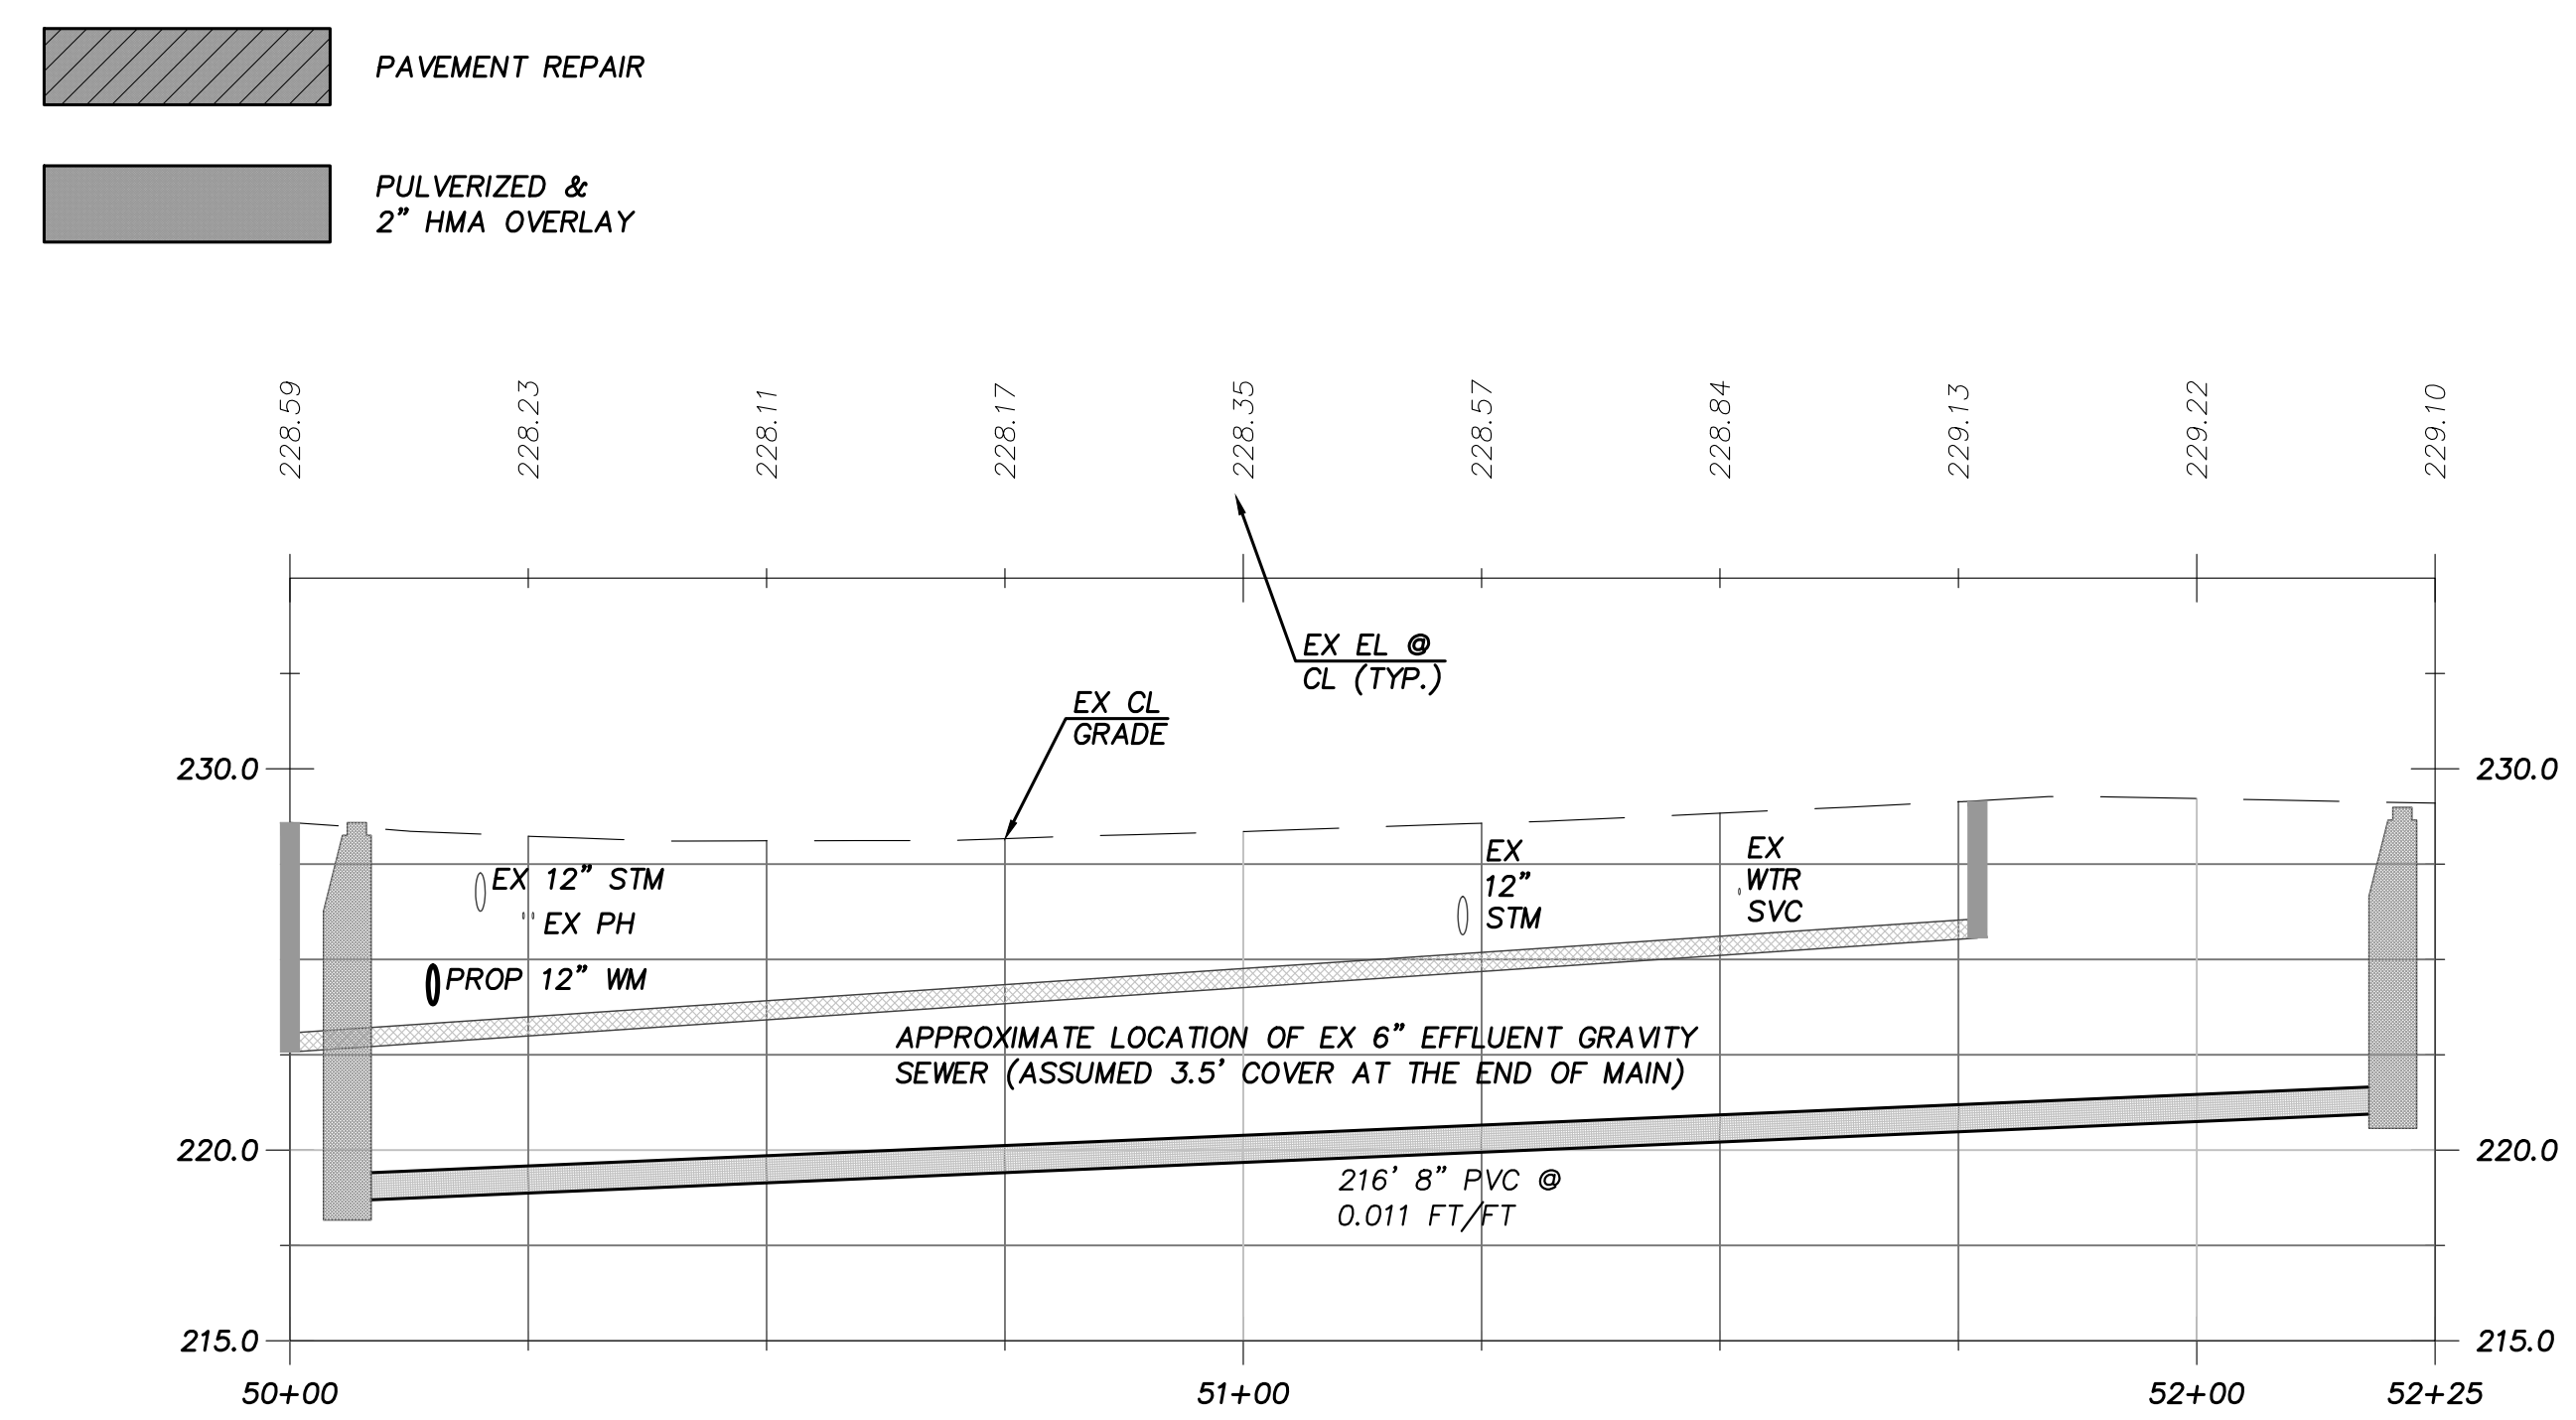 PAVEMENT REPAIR
PULVERIZED &
2" HMA OVERLAY
228.59
228.23
228.11
228.17
228.35
228.57
228.84
229.13
229.22
229.10
EX EL @
CL (TYP.)
EX CL
GRADE
230.0
230.0
EX 12" STM
EX PH
PROP 12" WM
EX
12"
STM
EX
WTR
SVC
APPROXIMATE LOCATION OF EX 6" EFFLUENT GRAVITY
SEWER (ASSUMED 3.5' COVER AT THE END OF MAIN)
220.0
220.0
216' 8" PVC @
0.011 FT/FT
215.0
215.0
50+00
51+00
52+00
52+25